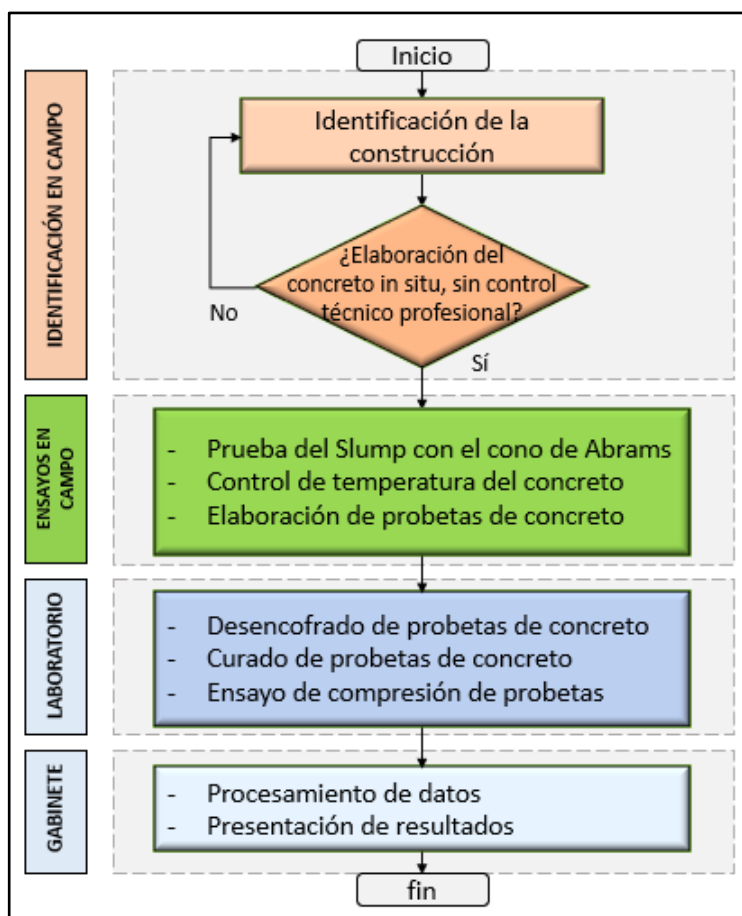 Inicio
IDENTIFICACIÓN EN CAMPO
Identificación de la
construcción
¿Elaboración del
concreto in situ, sin control
técnico profesional?
No
Sí
ENSAYOS EN
CAMPO
- Prueba del Slump con el cono de Abrams
- Control de temperatura del concreto
- Elaboración de probetas de concreto
LABORATORIO
- Desencofrado de probetas de concreto
- Curado de probetas de concreto
- Ensayo de compresión de probetas
GABINETE
- Procesamiento de datos
- Presentación de resultados
fin